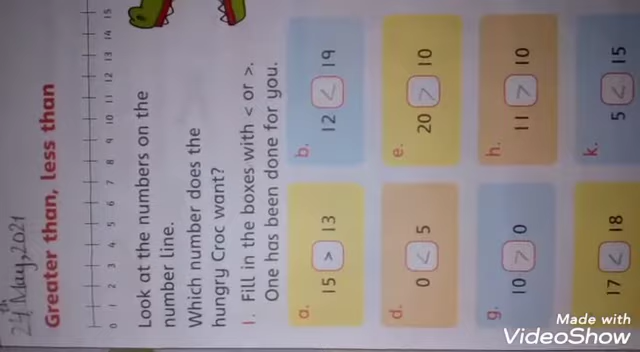 24th May, 2021
Greater than, less than
0 1 2 3 4 5 6 7 8 9 10 11 12 13 14 15
Look at the numbers on the
number line.
Which number does the
hungry Croc want?
1. Fill in the boxes with < or >.
One has been done for you.
a. b.
15 > 13 12 < 19
d. e.
0 < 5 20 > 10
g. h.
10 > 0 11 > 10
k.
17 < 18 5 < 15
Made with
VideoShow